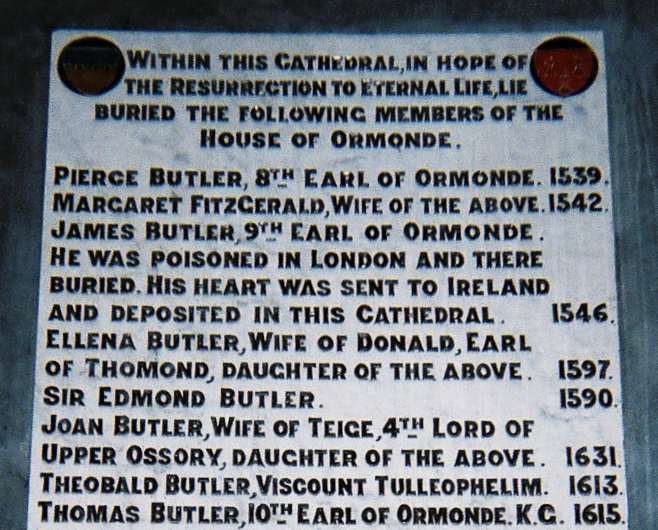 Within this Cathedral, in hope of
the Resurrection to Eternal Life, lie
buried the following members of the
House of Ormonde.
Pierce Butler, 8TH Earl of Ormonde. 1539.
Margaret FitzGerald, Wife of the above. 1542.
James Butler, 9TH Earl of Ormonde.
He was poisoned in London and there
buried. His heart was sent to Ireland
and deposited in this Cathedral. 1546.
Ellena Butler, Wife of Donald, Earl
of Thomond, daughter of the above. 1597.
Sir Edmond Butler. 1590.
Joan Butler, Wife of Teige, 4TH Lord of
Upper Ossory, daughter of the above. 1631.
Theobald Butler, Viscount Tulleophelim. 1613.
Thomas Butler, 10TH Earl of Ormonde, K.G. 1615.